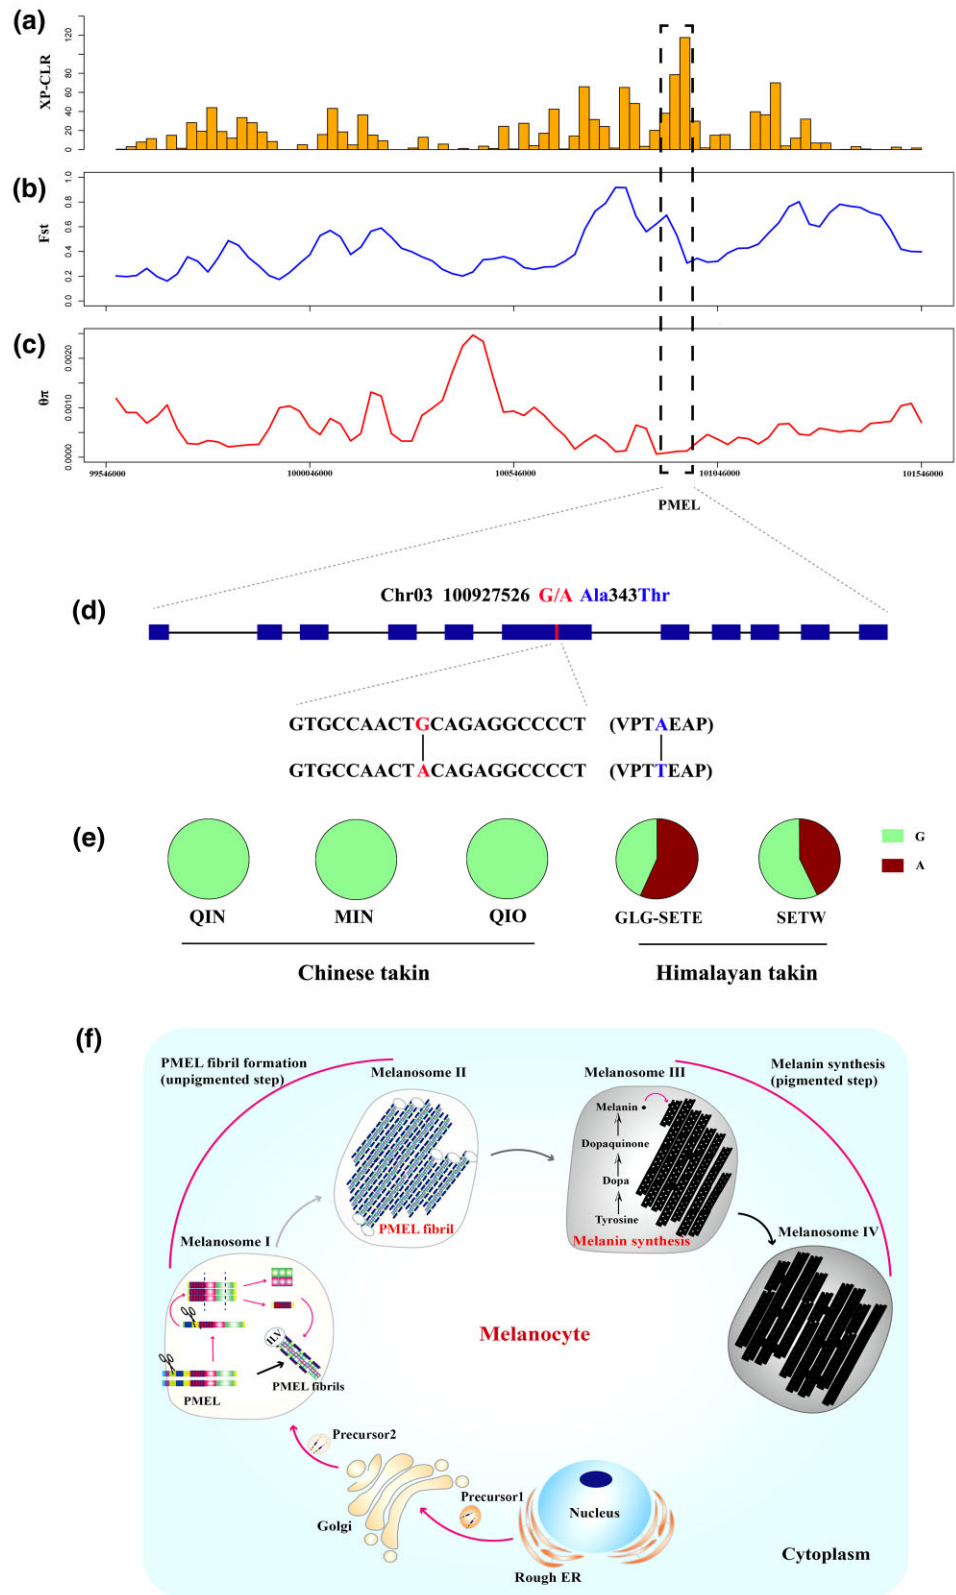 (a)
XP-CLR
120
80
60
40
20
0
(b)
Fst
1.0
0.8
0.6
0.4
0.2
0.0
(c)
θπ
0.0020
0.0010
0.0000
99546000 100046000 100546000 101046000 101546000
PMEL
(d)
Chr03 100927526 G/A Ala343Thr
GTGCCAACTGCAGAGGCCCCT (VPTAEAP)
GTGCCAACTACAGAGGCCCCT (VPTTEAP)
(e)
G
A
QIN MIN QIO GLG-SETE SETW
Chinese takin Himalayan takin
(f)
PMEL fibril formation
(unpigmented step)
Melanosome II
Melanosome III
Melanin synthesis
(pigmented step)
Melanin
Dopaquinone
Dopa
Tyrosine
Melanin synthesis
PMEL fibril
Melanosome I
Melanosome IV
ILV
PMEL fibrils
PMEL
Melanocyte
Precursor2
Golgi
Precursor1
Nucleus
Rough ER
Cytoplasm